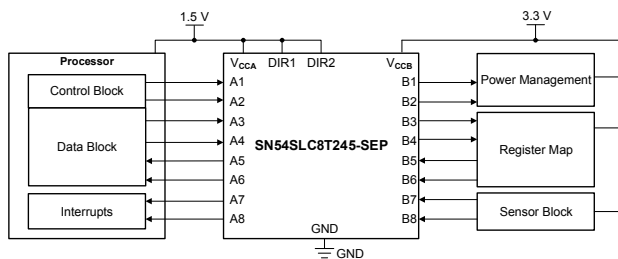 1.5 V
3.3 V
Processor
VCCA DIR1 DIR2 VCCB
Control Block
Data Block
Interrupts
A1
A2
A3
A4
A5
A6
A7
A8
SN54SLC8T245-SEP
GND
B1
B2
B3
B4
B5
B6
B7
B8
Power Management
Register Map
Sensor Block
GND